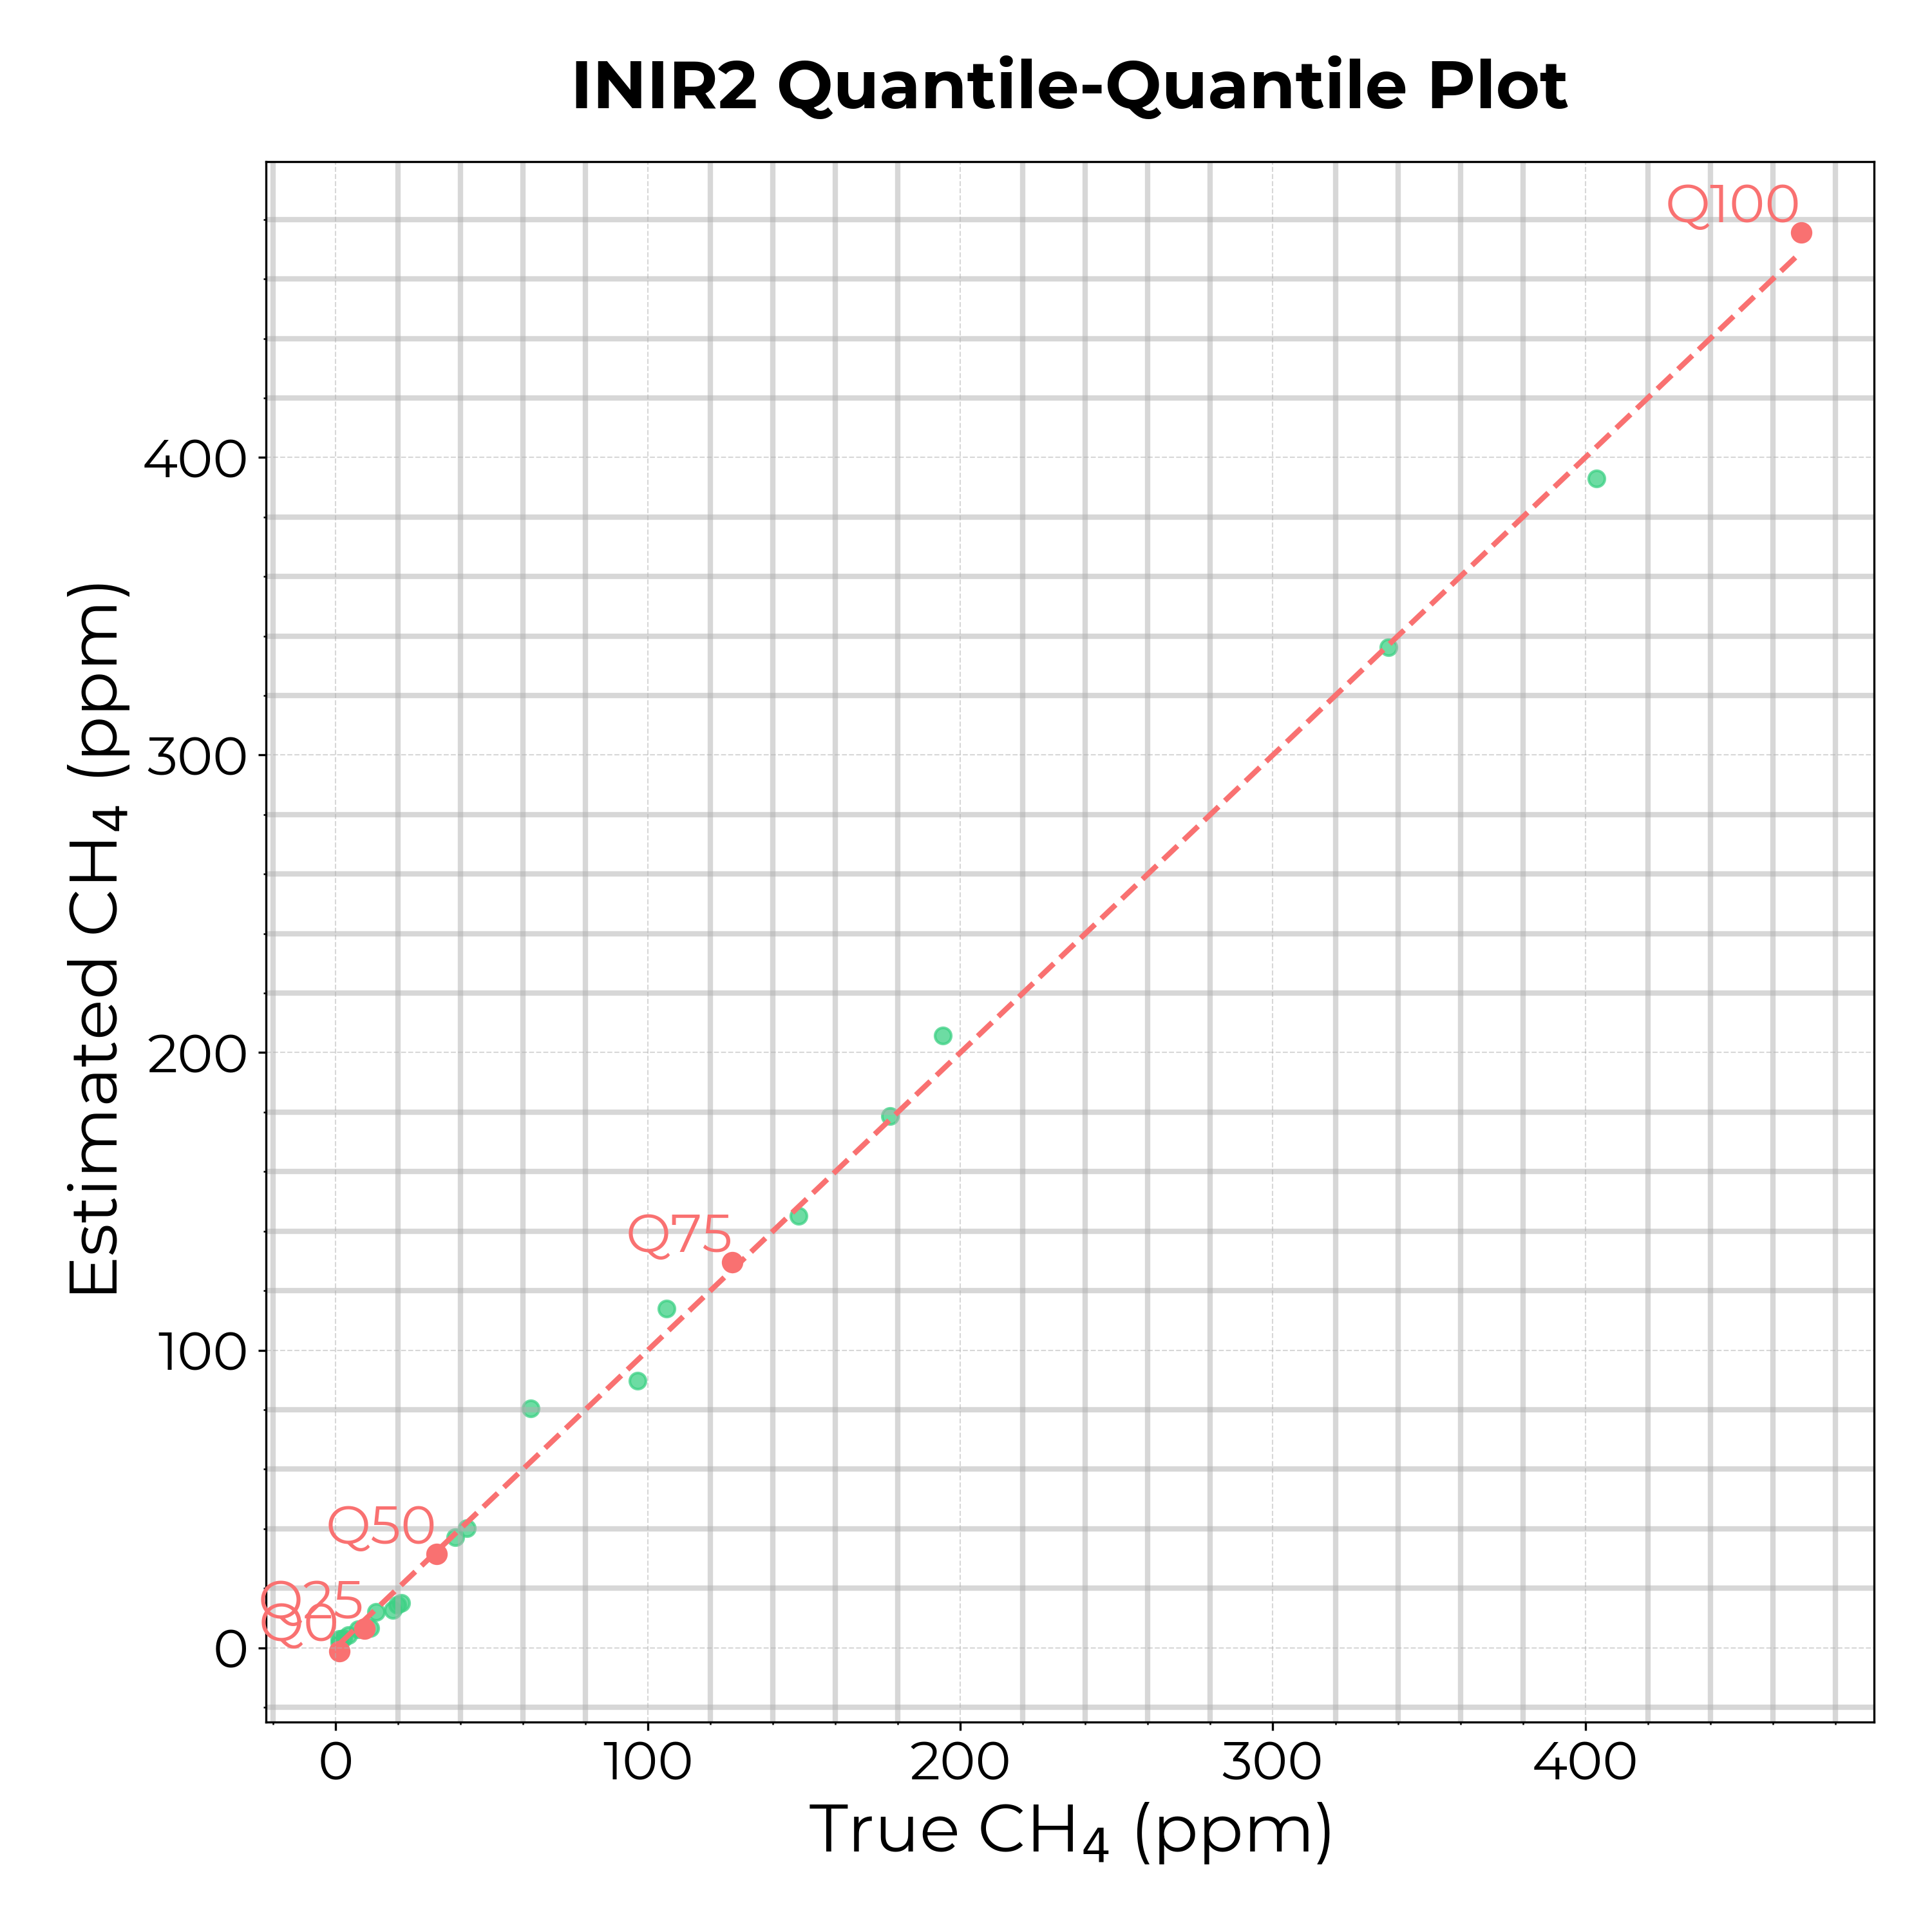 INIR2 Quantile-Quantile Plot
Q100
400
300
200
Q75
100
Q50
Q25
Q0
0
0 100 200 300 400
Estimated CH₄ (ppm)
True CH₄ (ppm)